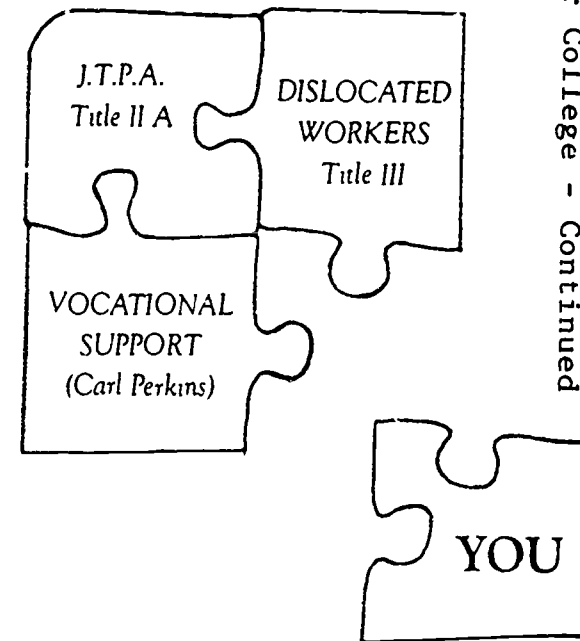 J.T.P.A.
Title II A
DISLOCATED
WORKERS
Title III
VOCATIONAL
SUPPORT
(Carl Perkins)
YOU
College - Continued